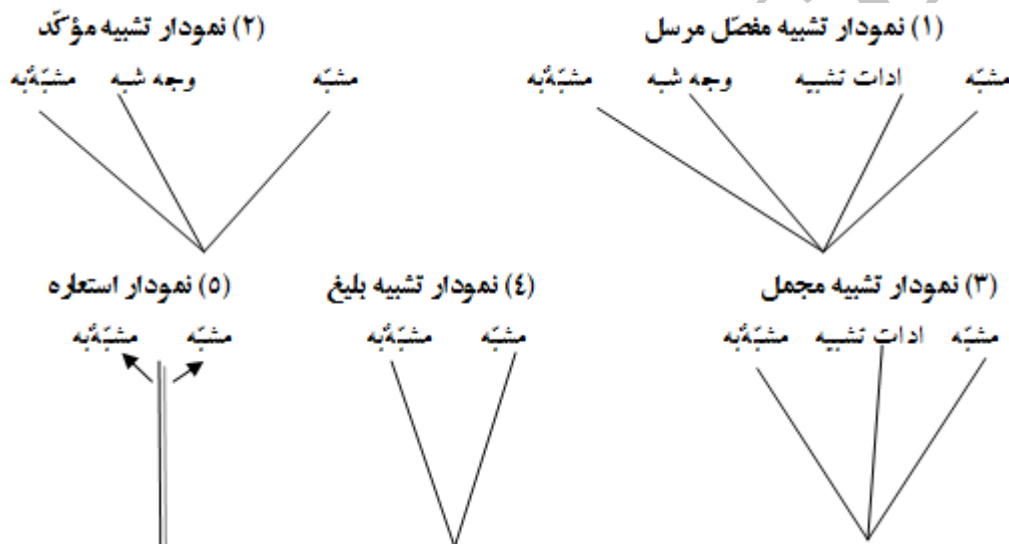 (١) نمودار تشبیه مفصّل مرسل
مشبّه ادات تشبیه وجه شبه مشبّهٌبه
(٢) نمودار تشبیه مؤکّد
مشبّه وجه شبه مشبّهٌبه
(٣) نمودار تشبیه مجمل
مشبّه ادات تشبیه مشبّهٌبه
(٤) نمودار تشبیه بلیغ
مشبّه مشبّهٌبه
(٥) نمودار استعاره
مشبّه مشبّهٌبه